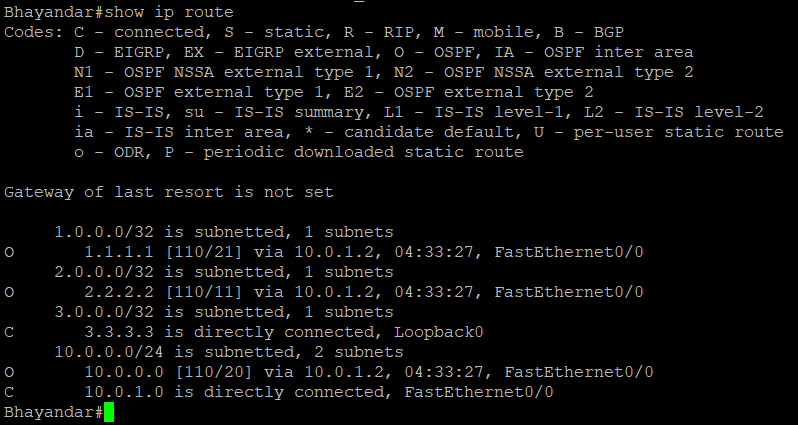 Bhayandar#show ip route
Codes: C - connected, S - static, R - RIP, M - mobile, B - BGP
       D - EIGRP, EX - EIGRP external, O - OSPF, IA - OSPF inter area
       N1 - OSPF NSSA external type 1, N2 - OSPF NSSA external type 2
       E1 - OSPF external type 1, E2 - OSPF external type 2
       i - IS-IS, su - IS-IS summary, L1 - IS-IS level-1, L2 - IS-IS level-2
       ia - IS-IS inter area, * - candidate default, U - per-user static route
       o - ODR, P - periodic downloaded static route
Gateway of last resort is not set
     1.0.0.0/32 is subnetted, 1 subnets
O       1.1.1.1 [110/21] via 10.0.1.2, 04:33:27, FastEthernet0/0
     2.0.0.0/32 is subnetted, 1 subnets
O       2.2.2.2 [110/11] via 10.0.1.2, 04:33:27, FastEthernet0/0
     3.0.0.0/32 is subnetted, 1 subnets
C       3.3.3.3 is directly connected, Loopback0
     10.0.0.0/24 is subnetted, 2 subnets
O       10.0.0.0 [110/20] via 10.0.1.2, 04:33:27, FastEthernet0/0
C       10.0.1.0 is directly connected, FastEthernet0/0
Bhayandar#